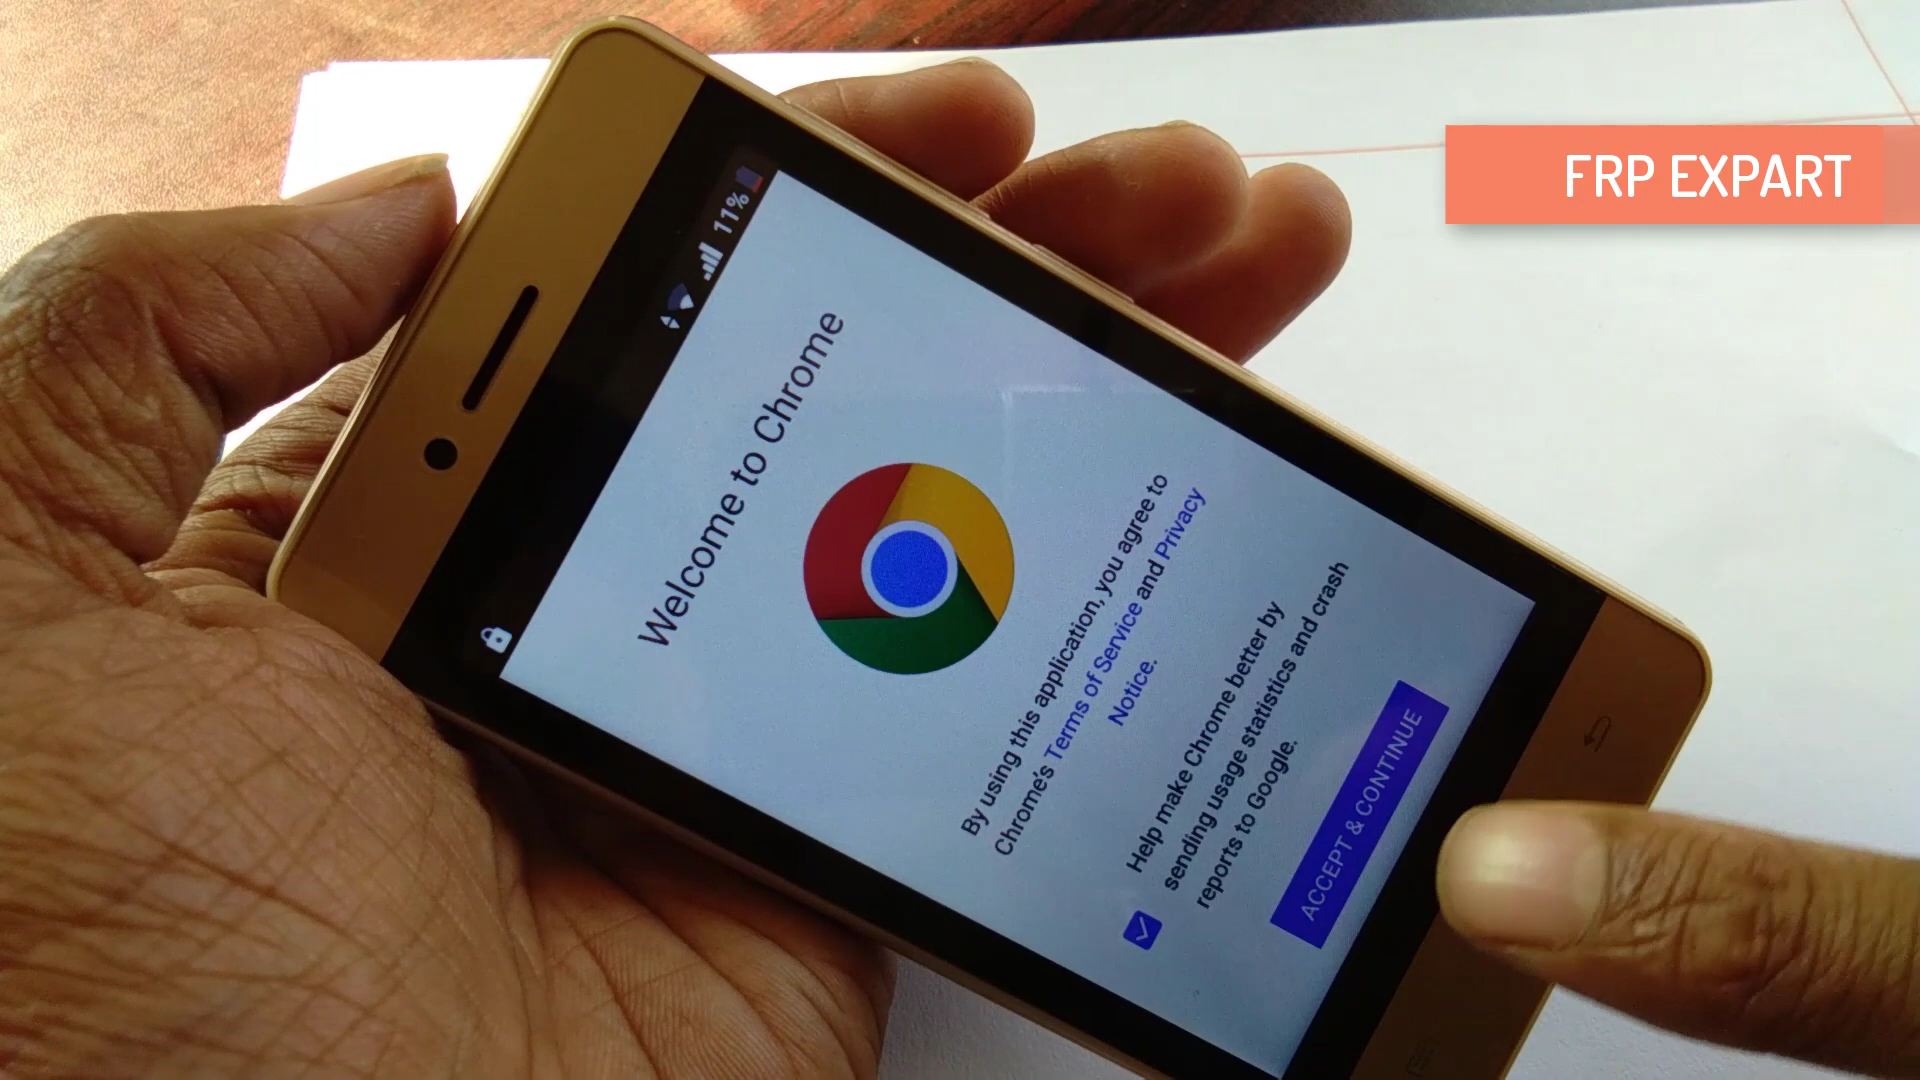 FRP EXPART
11%
Welcome to Chrome
By using this application, you agree to
Chrome's Terms of Service and Privacy
Notice.
Help make Chrome better by
sending usage statistics and crash
reports to Google.
ACCEPT & CONTINUE